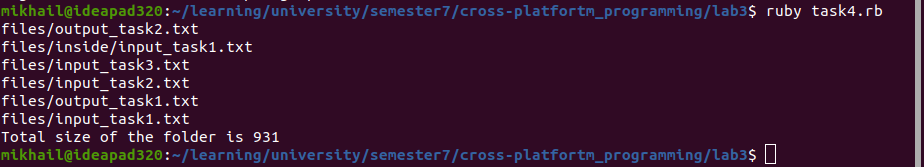 mikhail@ideapad320:~/learning/university/semester7/cross-platfortm_programming/lab3$ ruby task4.rb
files/output_task2.txt
files/inside/input_task1.txt
files/input_task3.txt
files/input_task2.txt
files/output_task1.txt
files/input_task1.txt
Total size of the folder is 931
mikhail@ideapad320:~/learning/university/semester7/cross-platfortm_programming/lab3$